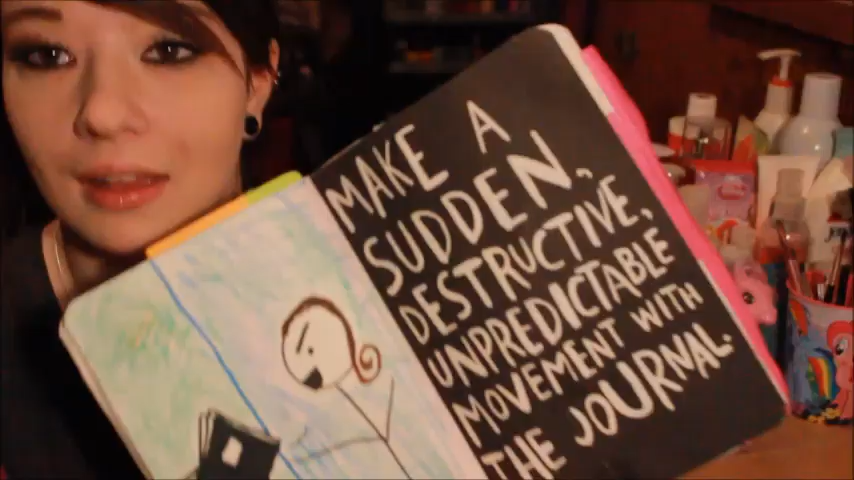 MAKE A
SUDDEN,
DESTRUCTIVE,
UNPREDICTABLE
MOVEMENT WITH
THE JOURNAL.